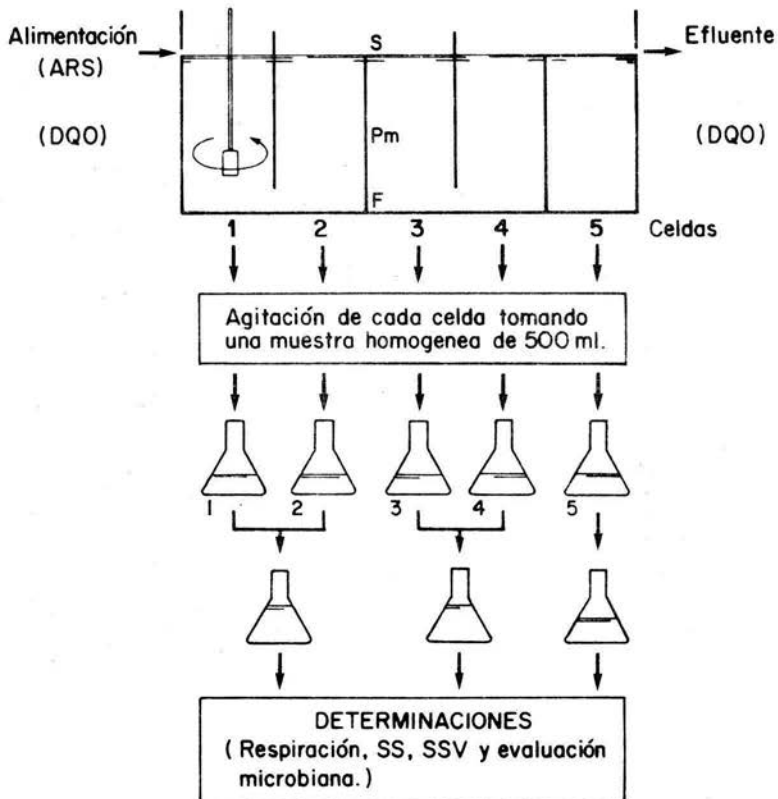 Alimentación
(ARS)
(DQO)
S
Pm
F
Efluente
(DQO)
1 2 3 4 5 Celdas
Agitación de cada celda tomando
una muestra homogenea de 500 ml.
1 2 3 4 5
DETERMINACIONES
( Respiración, SS, SSV y evaluación
microbiana.)